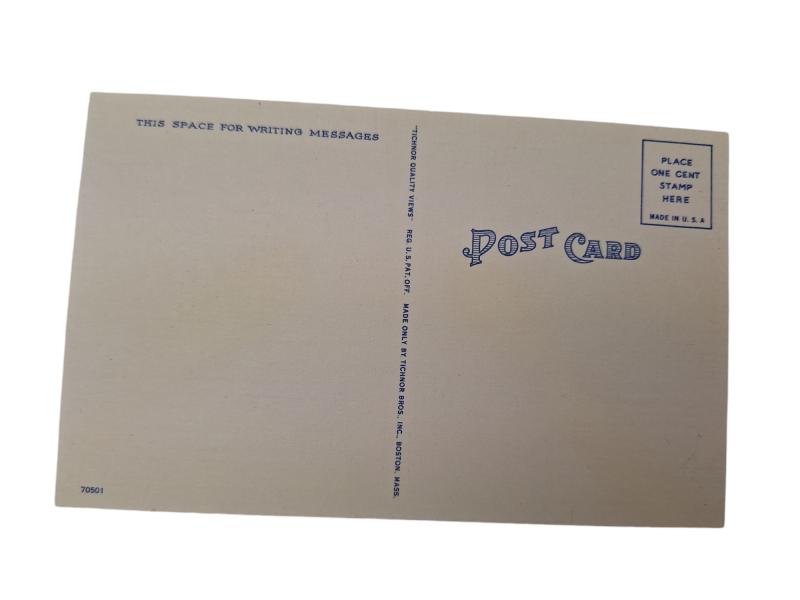 THIS SPACE FOR WRITING MESSAGES
"TICHNOR QUALITY VIEWS" REG. U. S. PAT. OFF. MADE ONLY BY TICHNOR BROS., INC., BOSTON, MASS.
POST CARD
PLACE
ONE CENT
STAMP
HERE
MADE IN U. S. A
70501